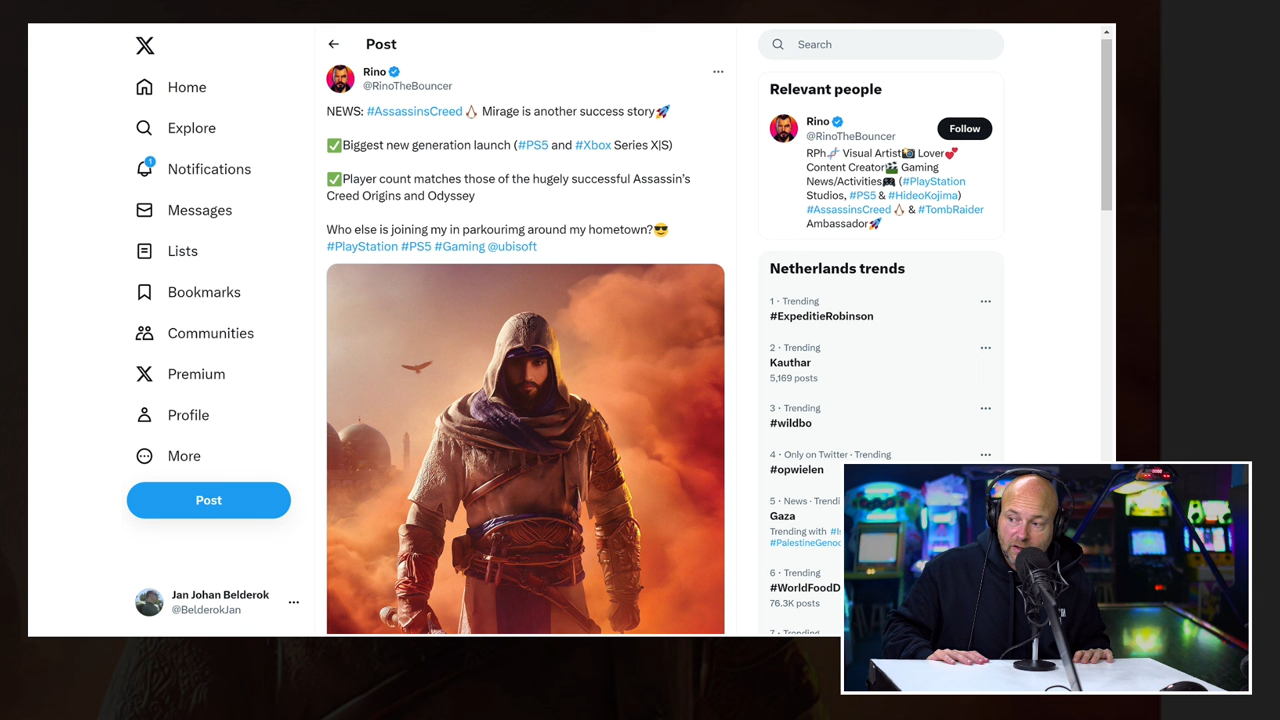 Home
Explore
1
Notifications
Messages
Lists
Bookmarks
Communities
Premium
Profile
More
Post
Jan Johan Belderok
@BelderokJan
Post
Rino
@RinoTheBouncer
NEWS: #AssassinsCreed Mirage is another success story🚀
✅Biggest new generation launch (#PS5 and #Xbox Series X|S)
✅Player count matches those of the hugely successful Assassin’s
Creed Origins and Odyssey
Who else is joining my in parkouring around my hometown?😎
#PlayStation #PS5 #Gaming @ubisoft
Search
Relevant people
Rino
@RinoTheBouncer
Follow
RPh🧬 Visual Artist📸 Lover💕
Content Creator🎬 Gaming
News/Activities🎮 (#PlayStation
Studios, #PS5 & #HideoKojima)
#AssassinsCreed & #TombRaider
Ambassador🚀
Netherlands trends
1 · Trending
#ExpeditieRobinson
2 · Trending
Kauthar
5,169 posts
3 · Trending
#wildbo
4 · Only on Twitter · Trending
#opwielen
5 · News · Trendi
Gaza
Trending with
#PalestineGenoc
6 · Trending
#WorldFoodD
76.3K posts
7 · Trending